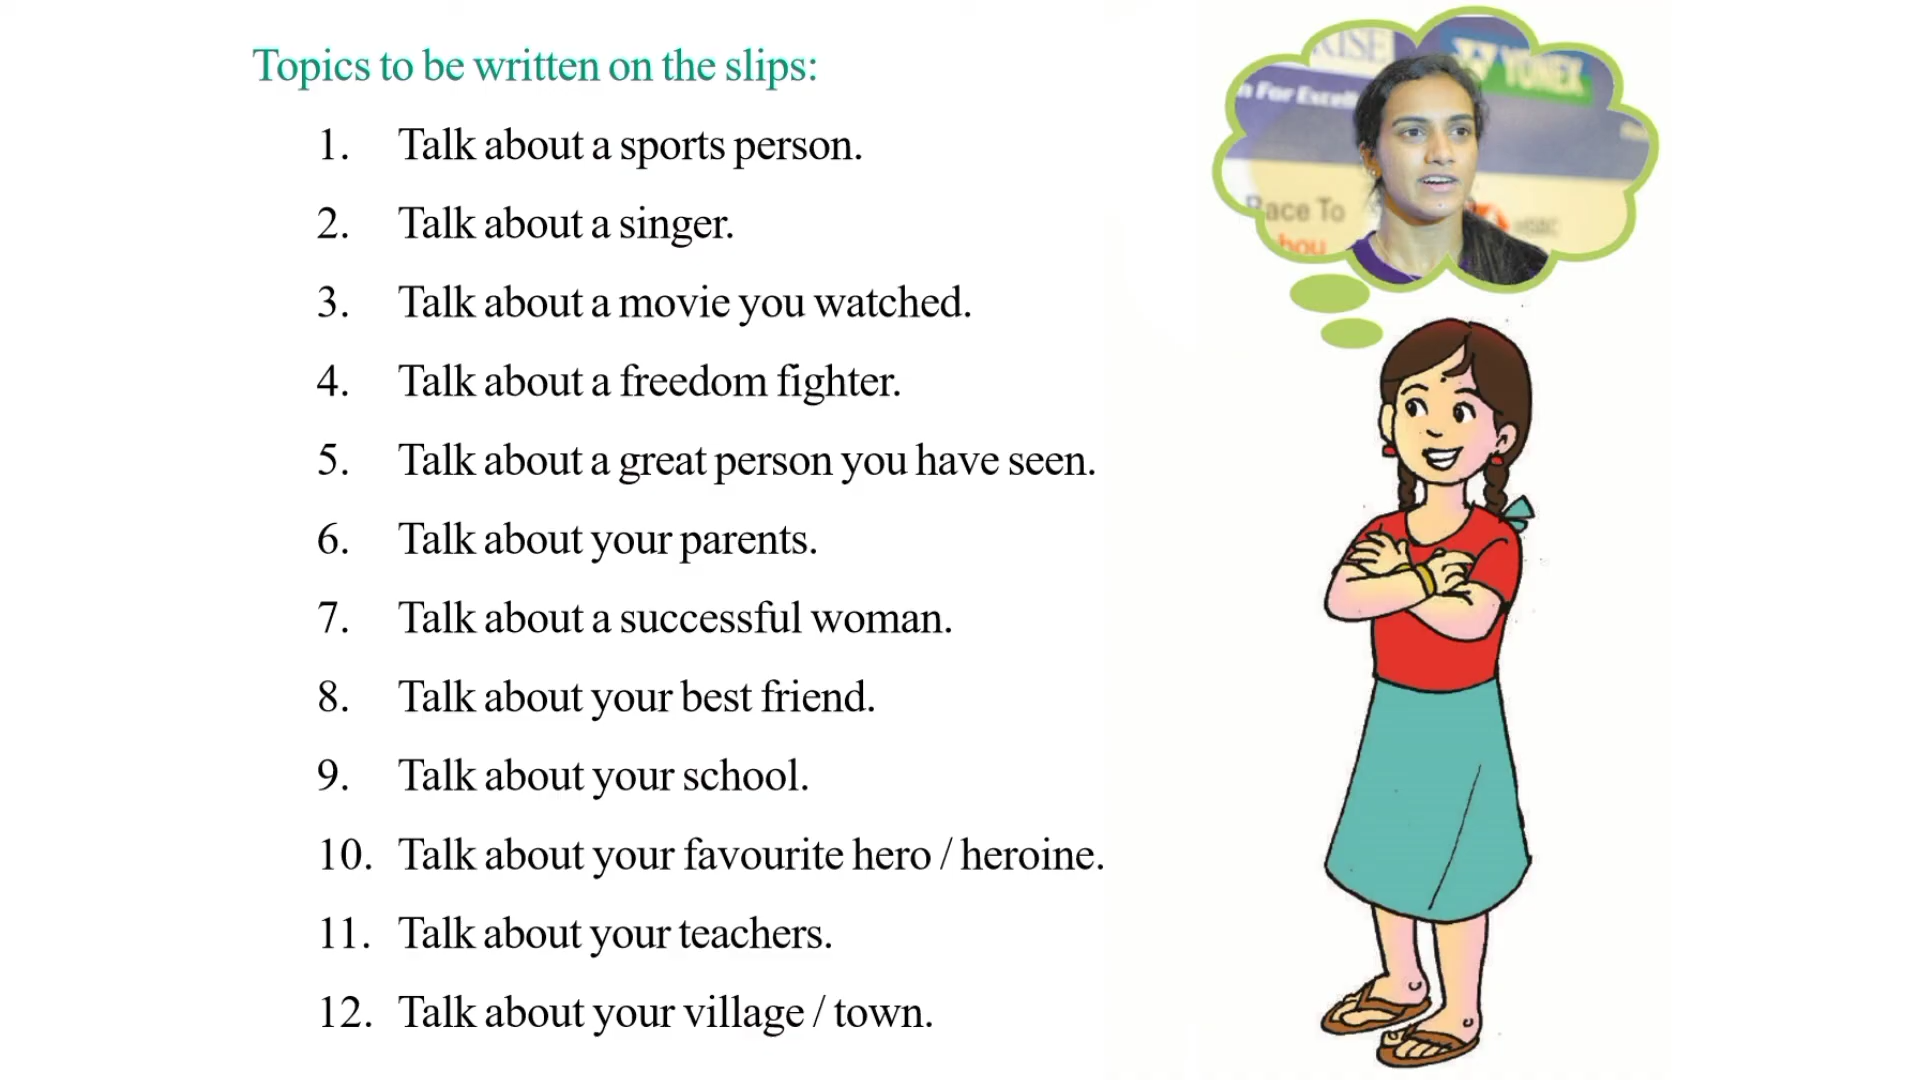 Topics to be written on the slips:
1. Talk about a sports person.
2. Talk about a singer.
3. Talk about a movie you watched.
4. Talk about a freedom fighter.
5. Talk about a great person you have seen.
6. Talk about your parents.
7. Talk about a successful woman.
8. Talk about your best friend.
9. Talk about your school.
10. Talk about your favourite hero / heroine.
11. Talk about your teachers.
12. Talk about your village / town.
YONEX
For
Race To